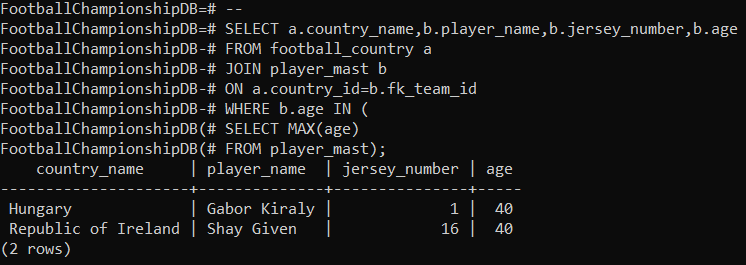 FootballChampionshipDB=# --
FootballChampionshipDB=# SELECT a.country_name,b.player_name,b.jersey_number,b.age
FootballChampionshipDB-# FROM football_country a
FootballChampionshipDB-# JOIN player_mast b
FootballChampionshipDB-# ON a.country_id=b.fk_team_id
FootballChampionshipDB-# WHERE b.age IN (
FootballChampionshipDB(# SELECT MAX(age)
FootballChampionshipDB(# FROM player_mast);
    country_name     | player_name  | jersey_number | age
---------------------+--------------+---------------+-----
 Hungary             | Gabor Kiraly |             1 |  40
 Republic of Ireland | Shay Given   |            16 |  40
(2 rows)